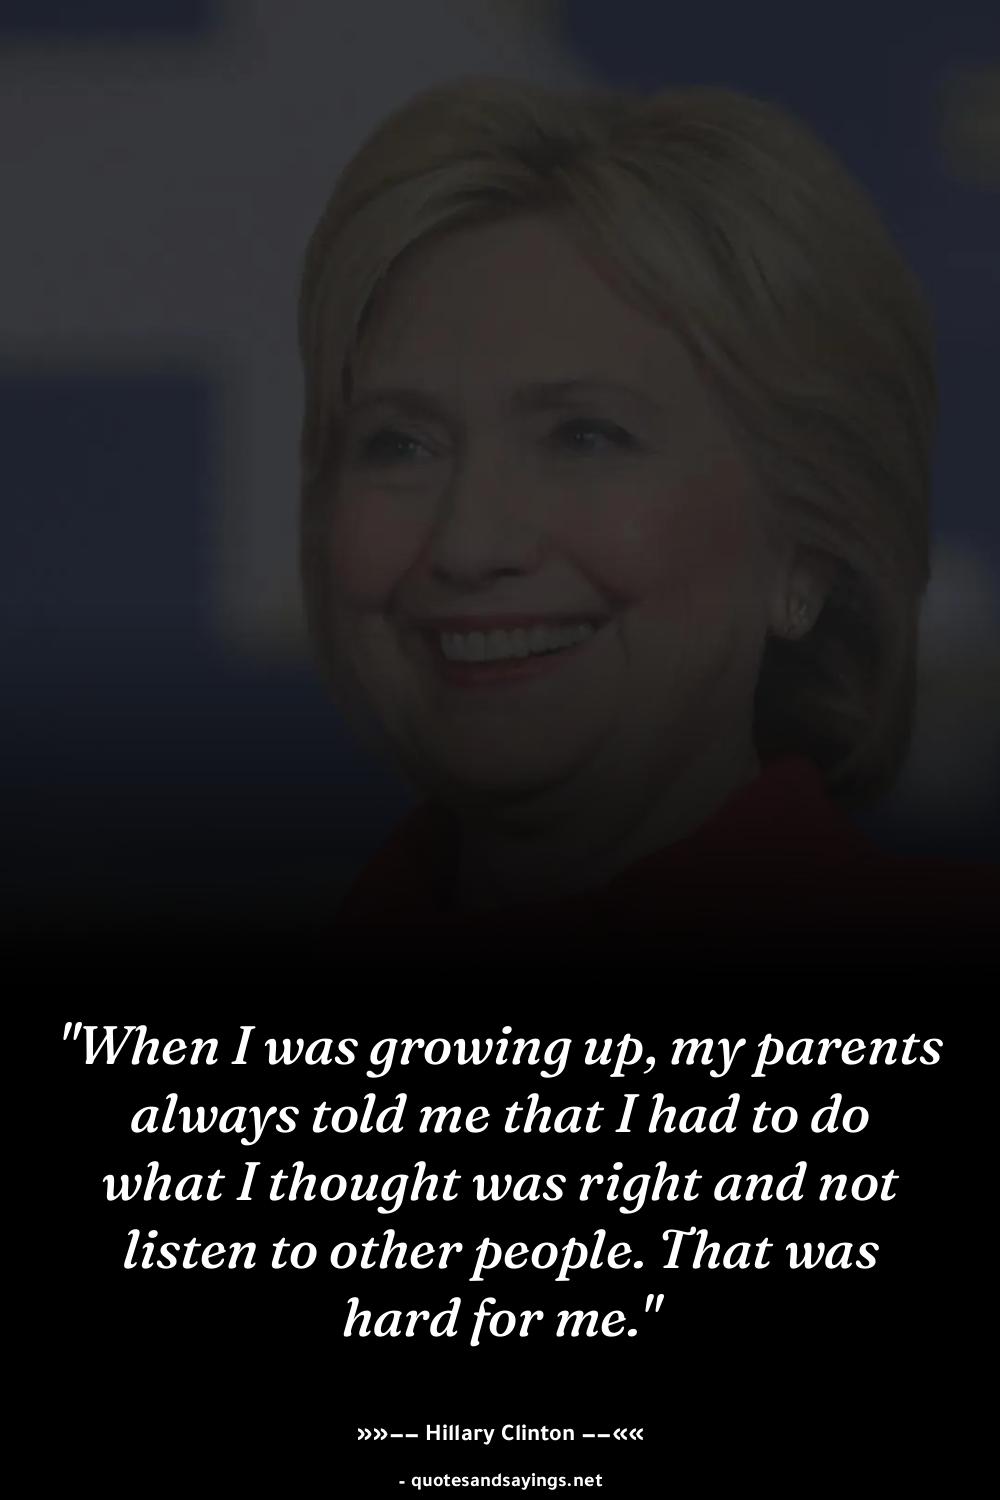 "When I was growing up, my parents
always told me that I had to do
what I thought was right and not
listen to other people. That was
hard for me."
»»−− Hillary Clinton −−««
- quotesandsayings.net